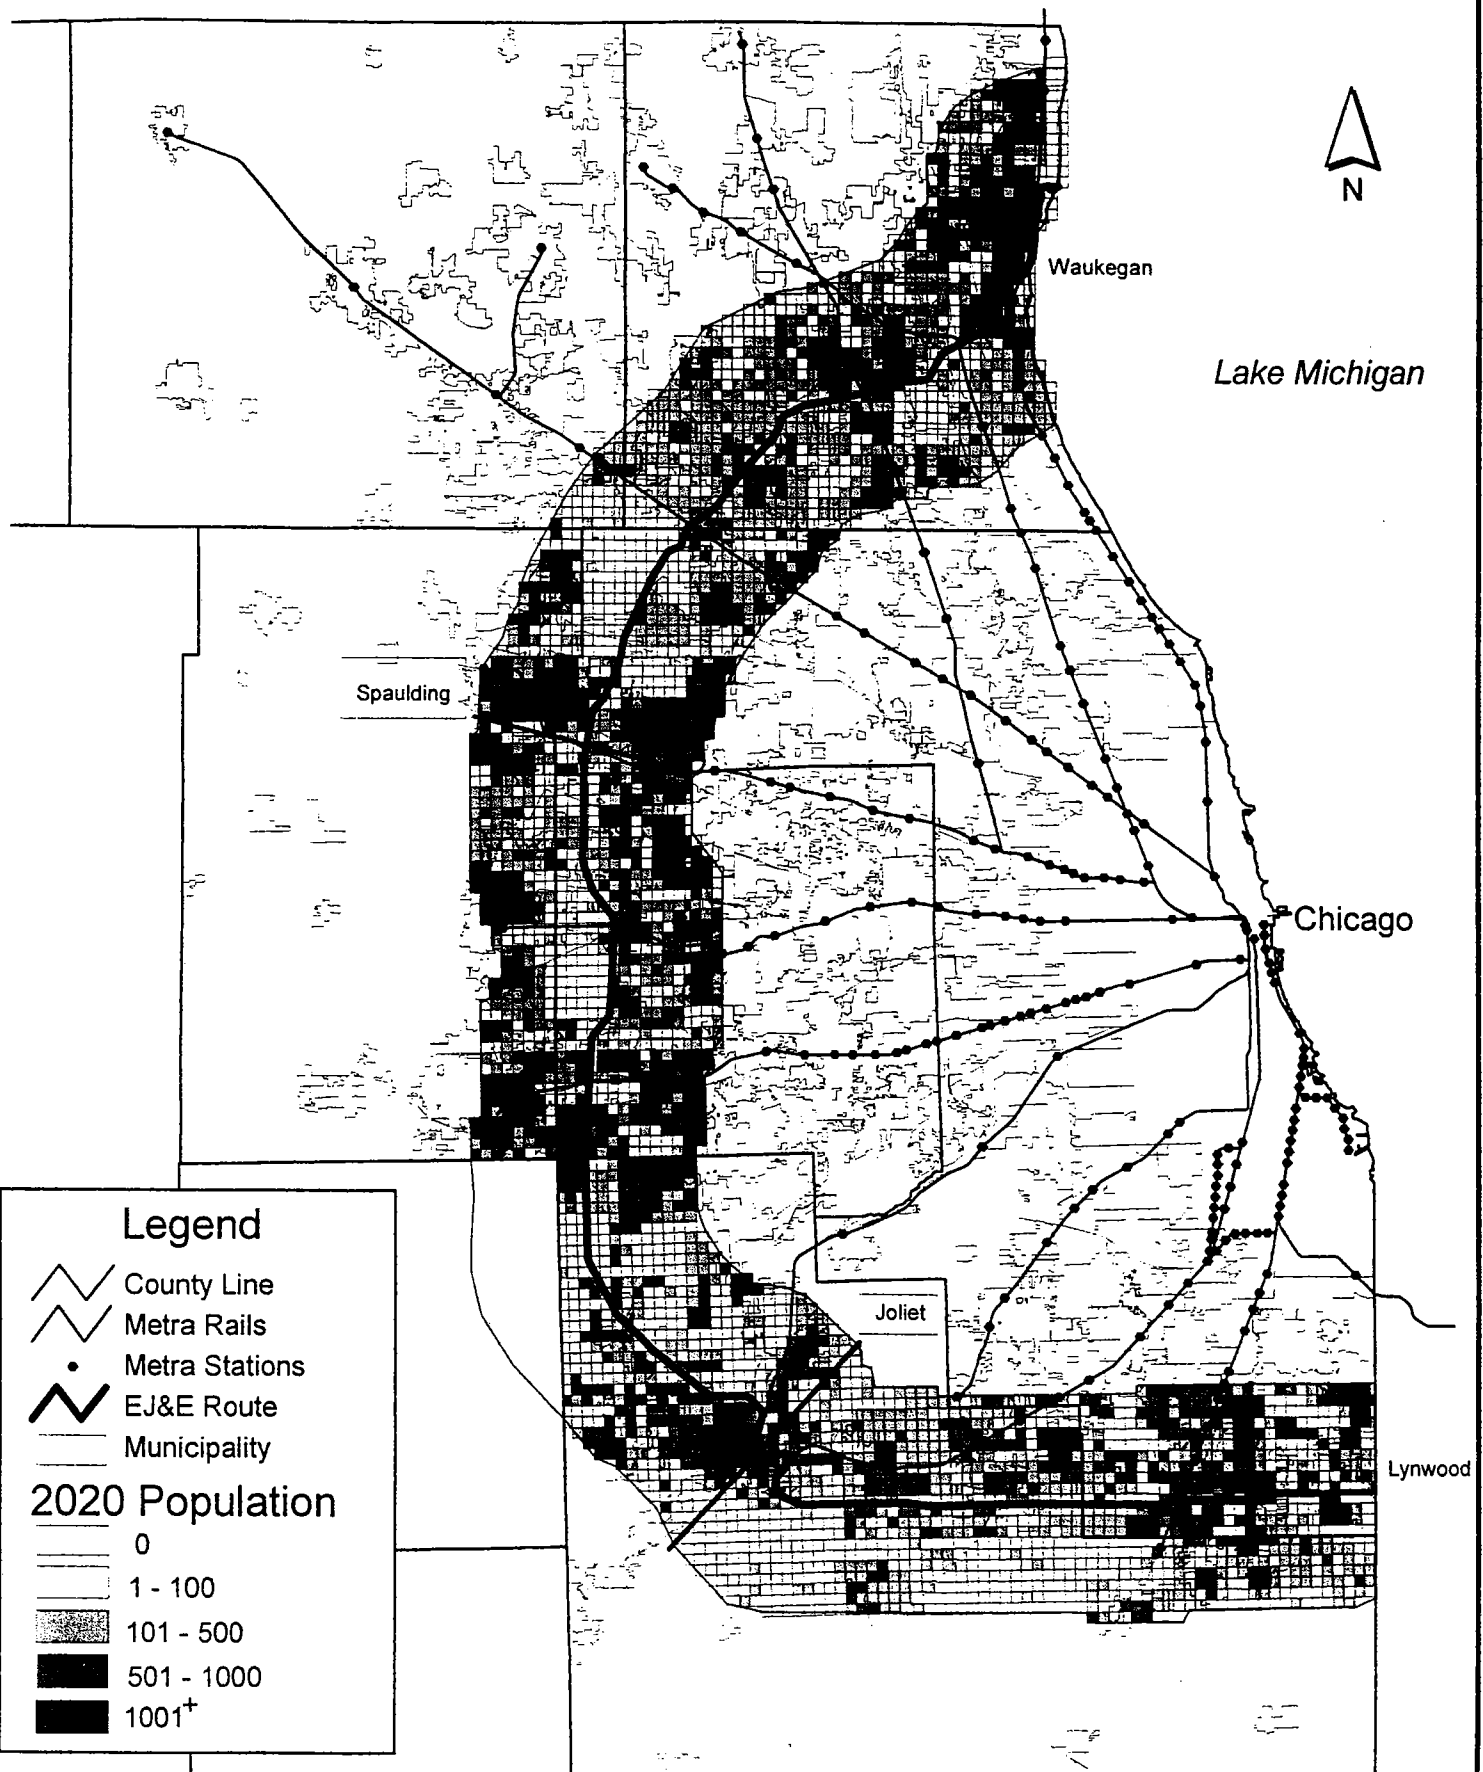 N
Waukegan
Lake Michigan
Spaulding
Chicago
Legend
County Line
Metra Rails
Metra Stations
EJ&E Route
Municipality
2020 Population
0
1 - 100
101 - 500
501 - 1000
1001+
Joliet
Lynwood